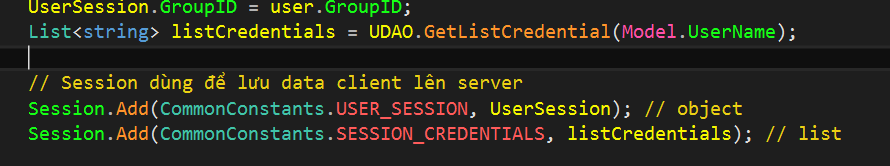 UserSession.GroupID = user.GroupID;
List<string> listCredentials = UDAO.GetListCredential(Model.UserName);
// Session dùng để lưu data client lên server
Session.Add(CommonConstants.USER_SESSION, UserSession); // object
Session.Add(CommonConstants.SESSION_CREDENTIALS, listCredentials); // list